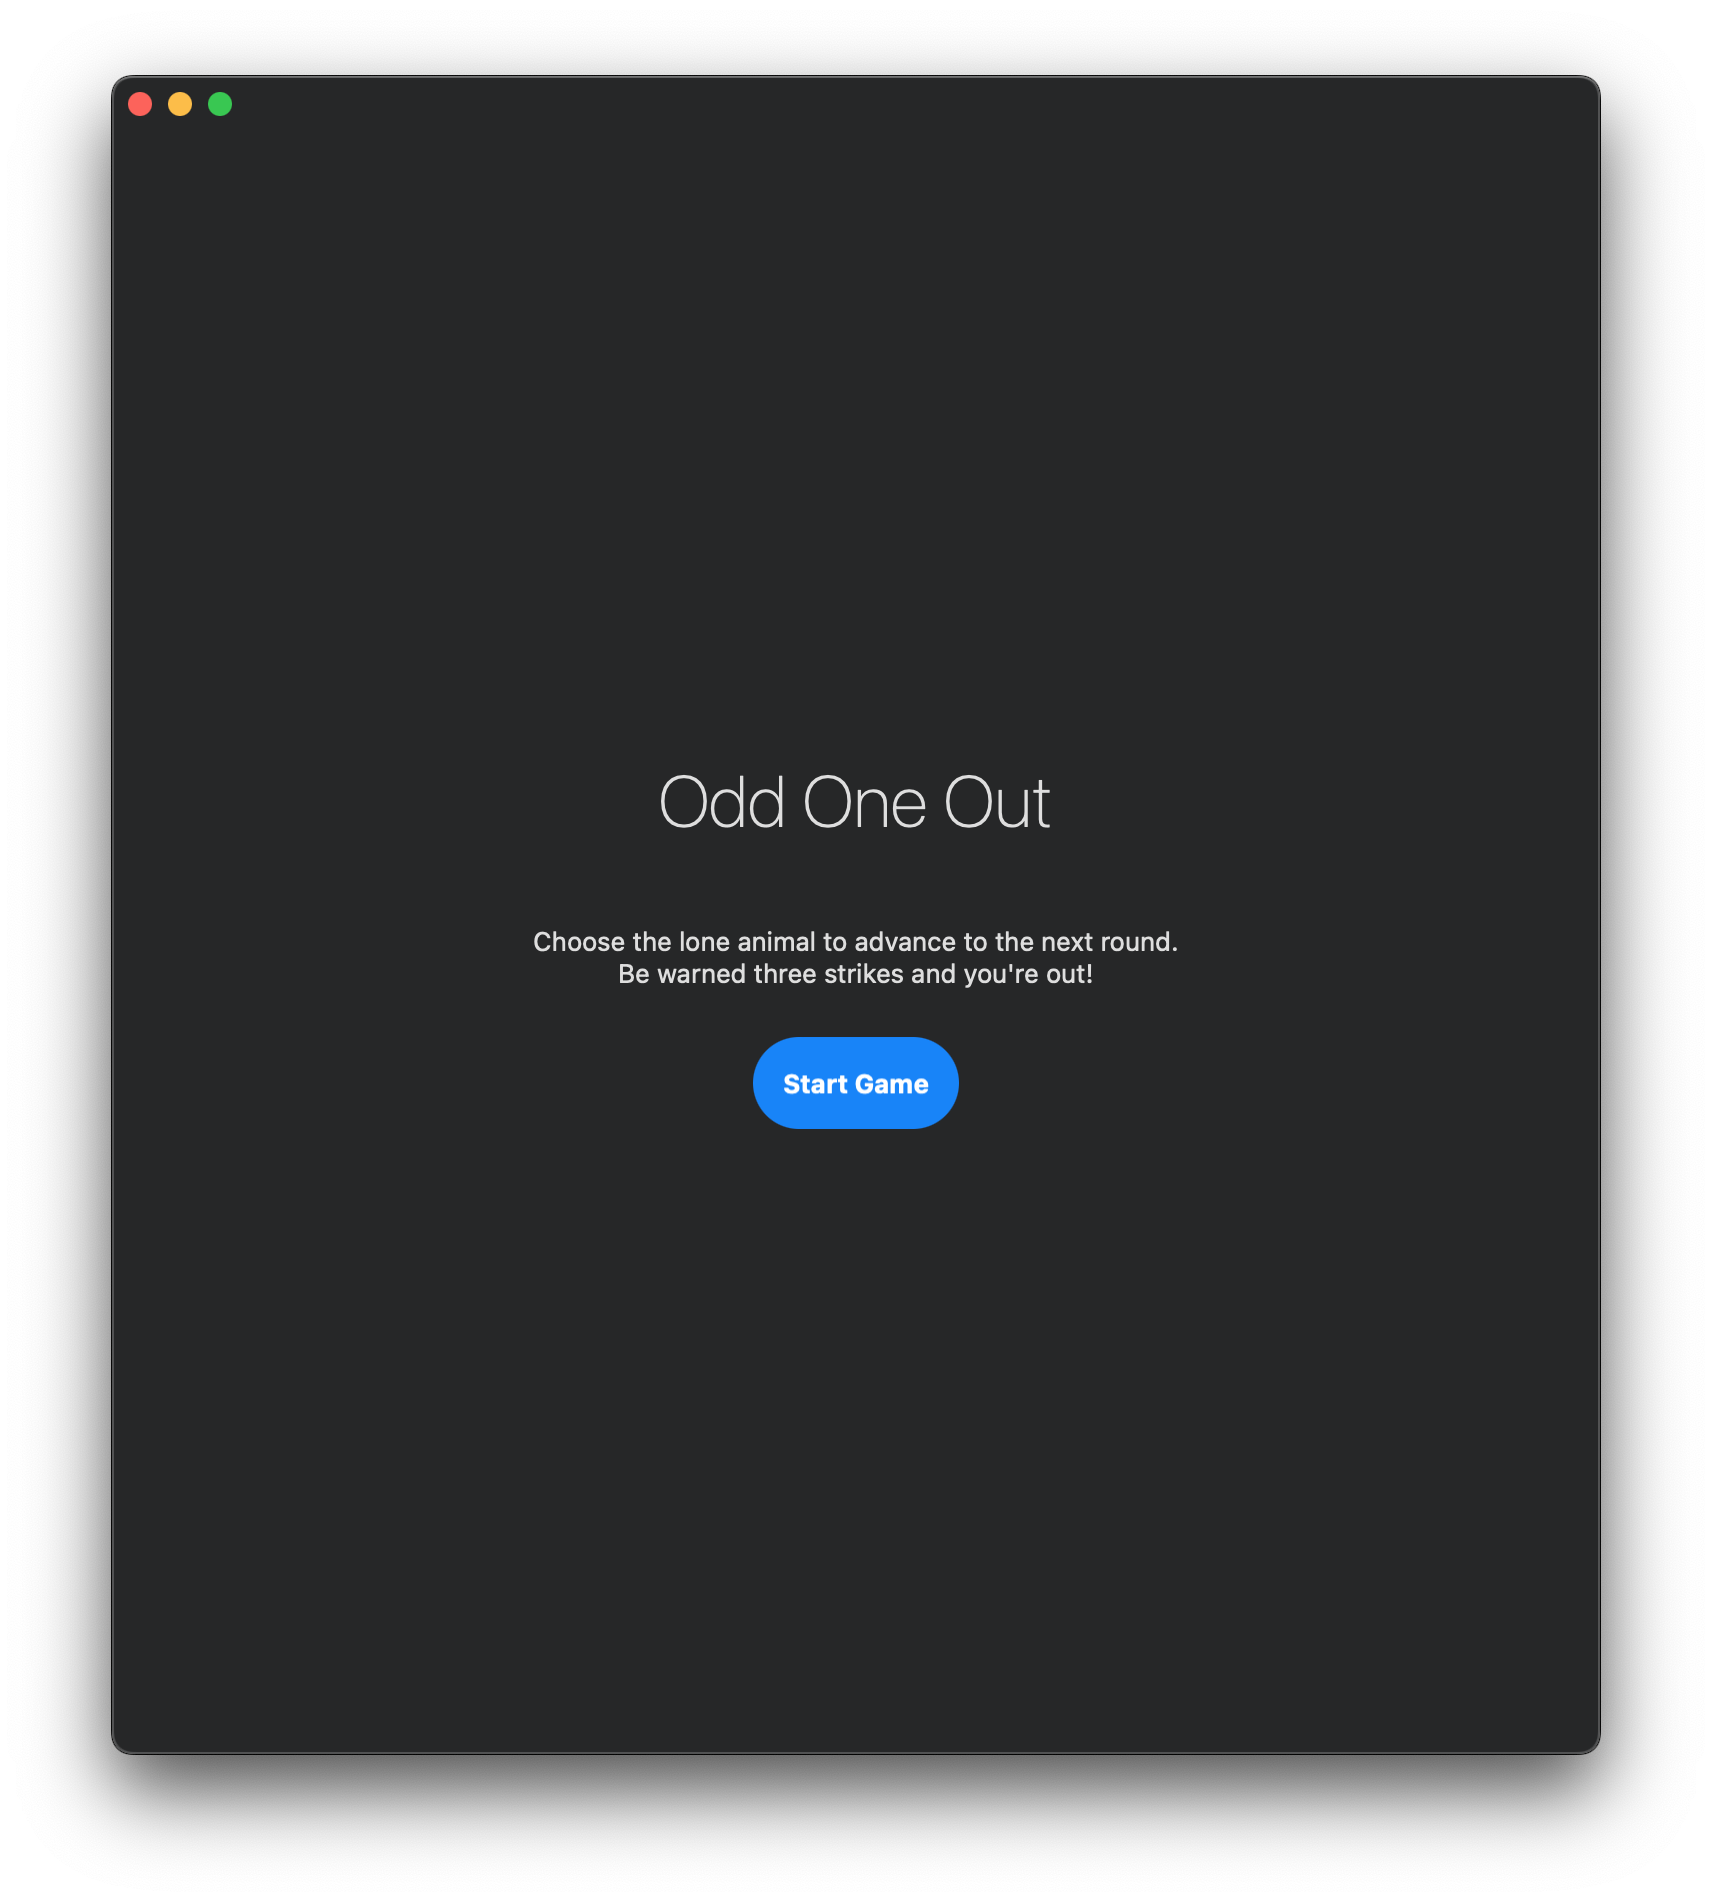 Odd One Out
Choose the lone animal to advance to the next round.
Be warned three strikes and you're out!
Start Game